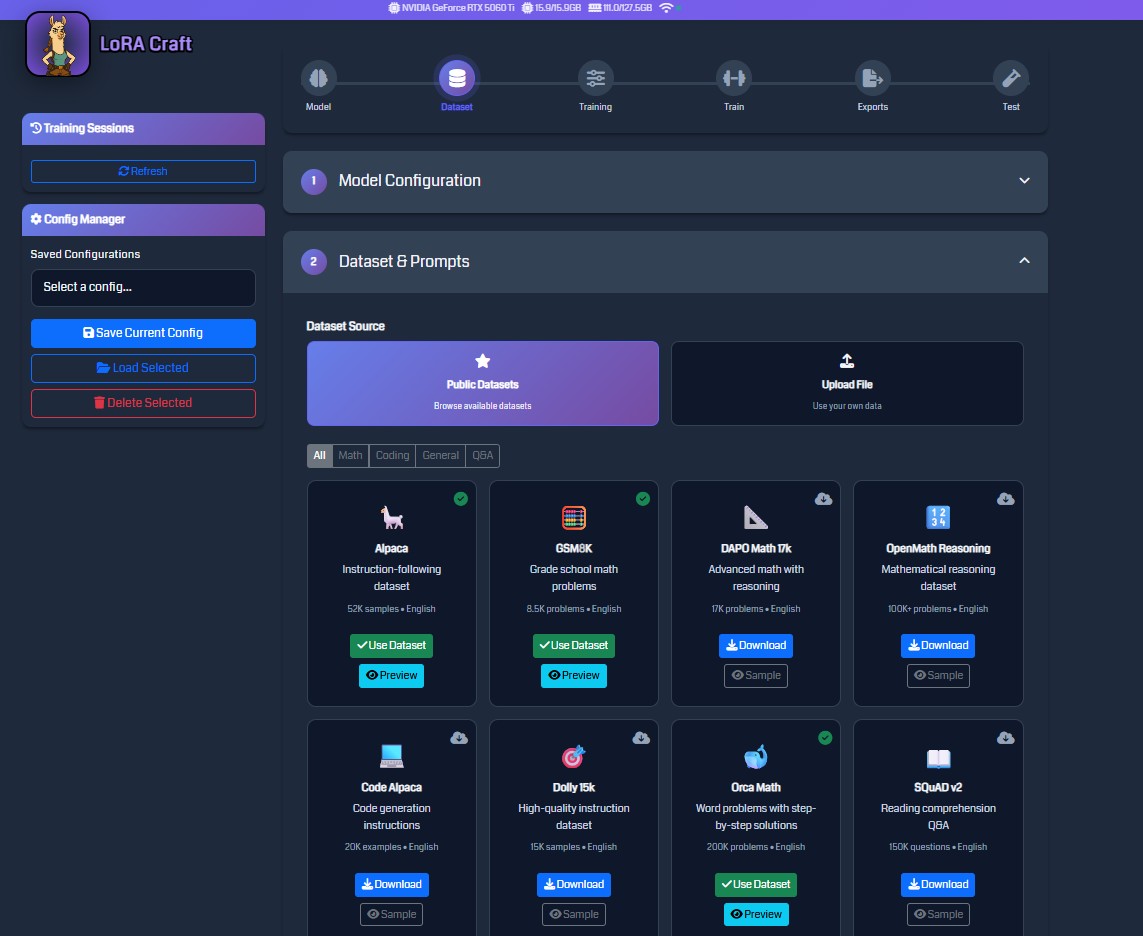 NVIDIA GeForce RTX 5060 Ti 15.9/15.9GB 111.0/127.5GB
LoRA Craft
Model
Dataset
Training
Train
Exports
Test
Training Sessions
Refresh
Config Manager
Saved Configurations
Select a config...
Save Current Config
Load Selected
Delete Selected
1 Model Configuration
2 Dataset & Prompts
Dataset Source
Public Datasets
Browse available datasets
Upload File
Use your own data
All Math Coding General Q&A
Alpaca
Instruction-following
dataset
52K samples • English
Use Dataset
Preview
GSM8K
Grade school math
problems
8.5K problems • English
Use Dataset
Preview
DAPO Math 17k
Advanced math with
reasoning
17K problems • English
Download
Sample
1 2
3 4
OpenMath Reasoning
Mathematical reasoning
dataset
100K+ problems • English
Download
Sample
Code Alpaca
Code generation
instructions
20K examples • English
Download
Sample
Dolly 15k
High-quality instruction
dataset
15K samples • English
Download
Sample
Orca Math
Word problems with step-
by-step solutions
200K problems • English
Use Dataset
Preview
SQuAD v2
Reading comprehension
Q&A
150K questions • English
Download
Sample